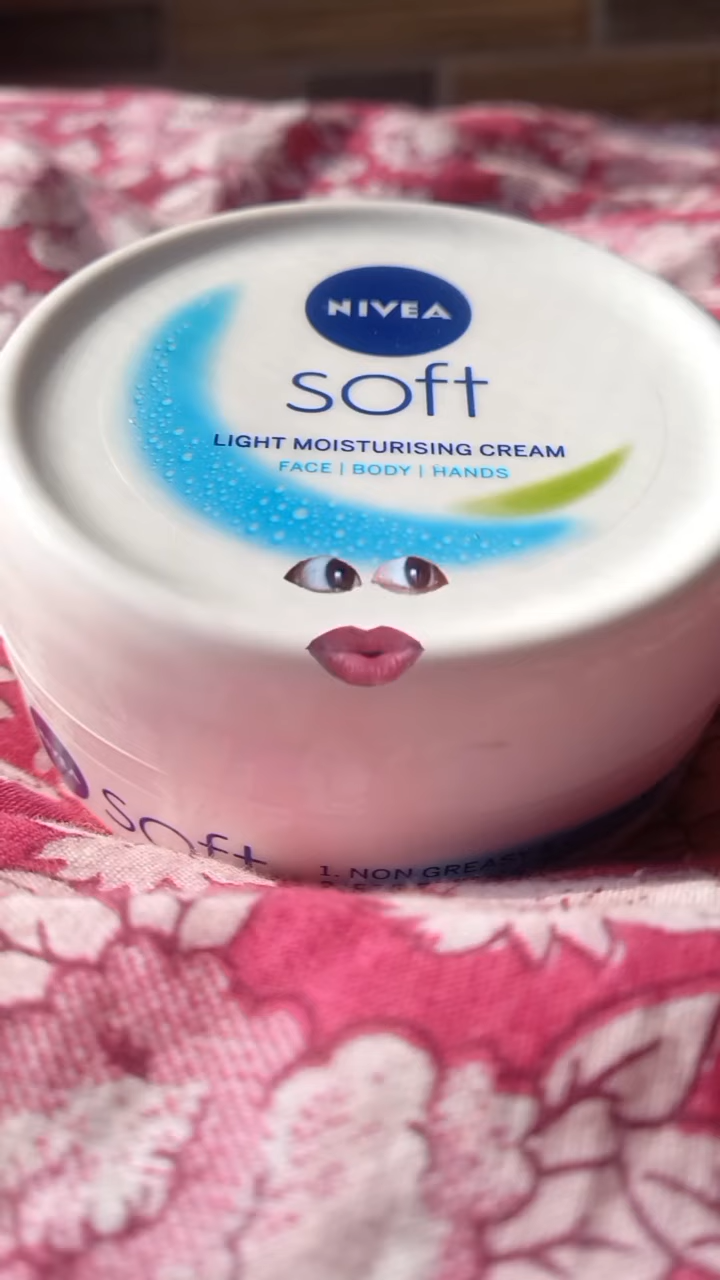 NIVEA
soft
LIGHT MOISTURISING CREAM
FACE | BODY | HANDS
soft
1. NON GREASY